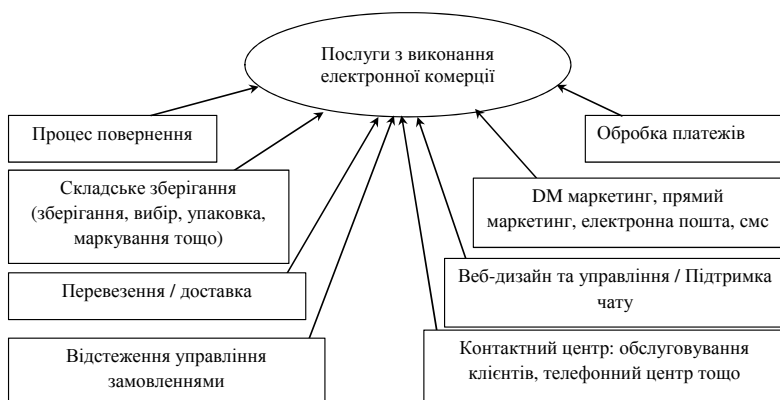 Послуги з виконання
електронної комерції
Процес повернення
Обробка платежів
Складське зберігання
(зберігання, вибір, упаковка,
маркування тощо)
DM маркетинг, прямий
маркетинг, електронна пошта, смс
Перевезення / доставка
Веб-дизайн та управління / Підтримка
чату
Відстеження управління
замовленнями
Контактний центр: обслуговування
клієнтів, телефонний центр тощо